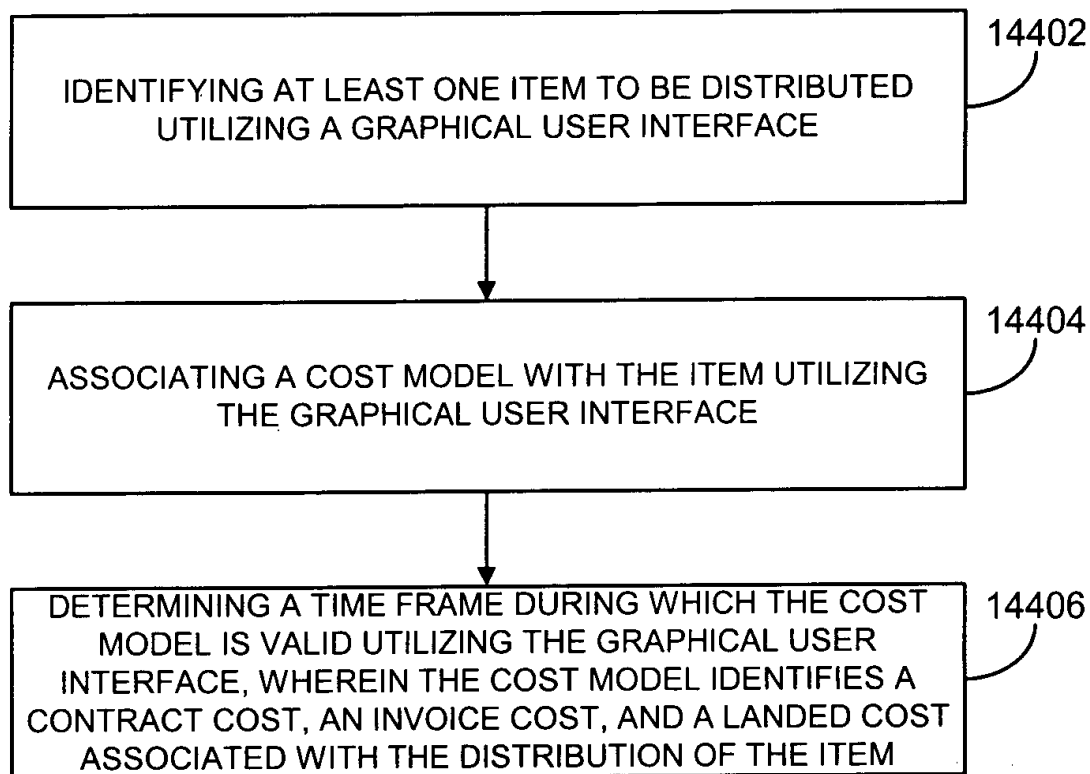 14402
IDENTIFYING AT LEAST ONE ITEM TO BE DISTRIBUTED
UTILIZING A GRAPHICAL USER INTERFACE
14404
ASSOCIATING A COST MODEL WITH THE ITEM UTILIZING
THE GRAPHICAL USER INTERFACE
14406
DETERMINING A TIME FRAME DURING WHICH THE COST
MODEL IS VALID UTILIZING THE GRAPHICAL USER
INTERFACE, WHEREIN THE COST MODEL IDENTIFIES A
CONTRACT COST, AN INVOICE COST, AND A LANDED COST
ASSOCIATED WITH THE DISTRIBUTION OF THE ITEM